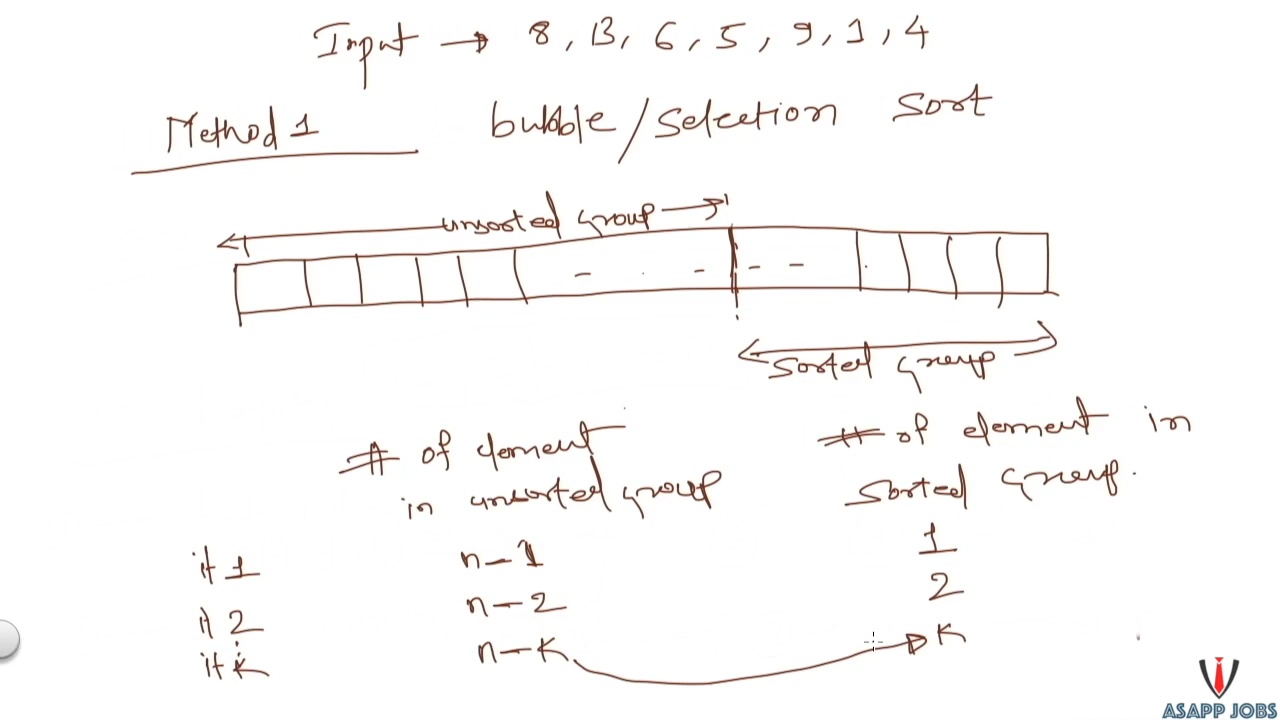 Input → 8, 13, 6, 5, 9, 1, 4
Method 1 bubble/selection sort
unsorted group
sorted group
# of element
in unsorted group
# of element in
sorted group.
it 1 n-1 1
it 2 n-2 2
it k n-k k
ASAPP JOBS